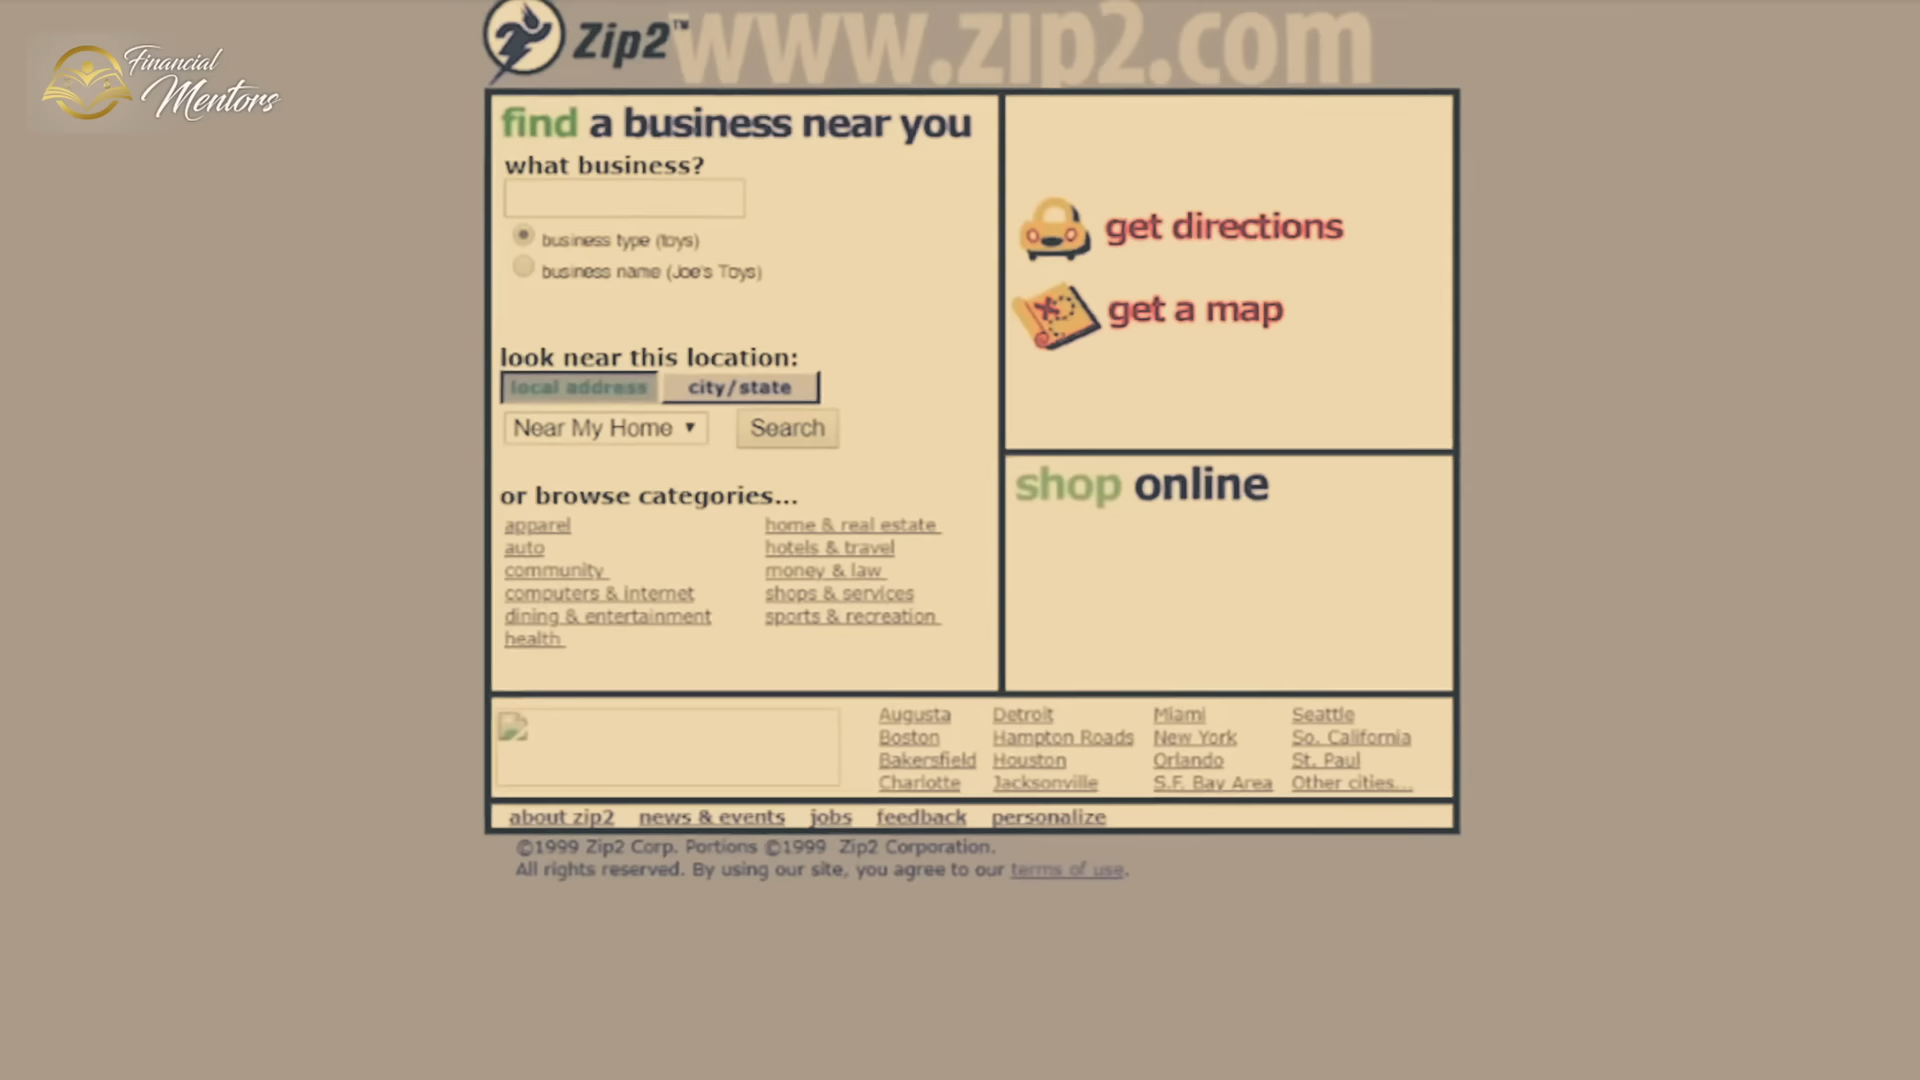 Financial
Mentors
Zip2™
www.zip2.com
find a business near you
what business?
business type (toys)
business name (Joe's Toys)
look near this location:
local address
city/state
Near My Home
Search
or browse categories...
apparel
auto
community
computers & internet
dining & entertainment
health
home & real estate
hotels & travel
money & law
shops & services
sports & recreation
get directions
get a map
shop online
Augusta Detroit Miami Seattle
Boston Hampton Roads New York So. California
Bakersfield Houston Orlando St. Paul
Charlotte Jacksonville S.F. Bay Area Other cities...
about zip2 news & events jobs feedback personalize
©1999 Zip2 Corp. Portions ©1999 Zip2 Corporation.
All rights reserved. By using our site, you agree to our terms of use.